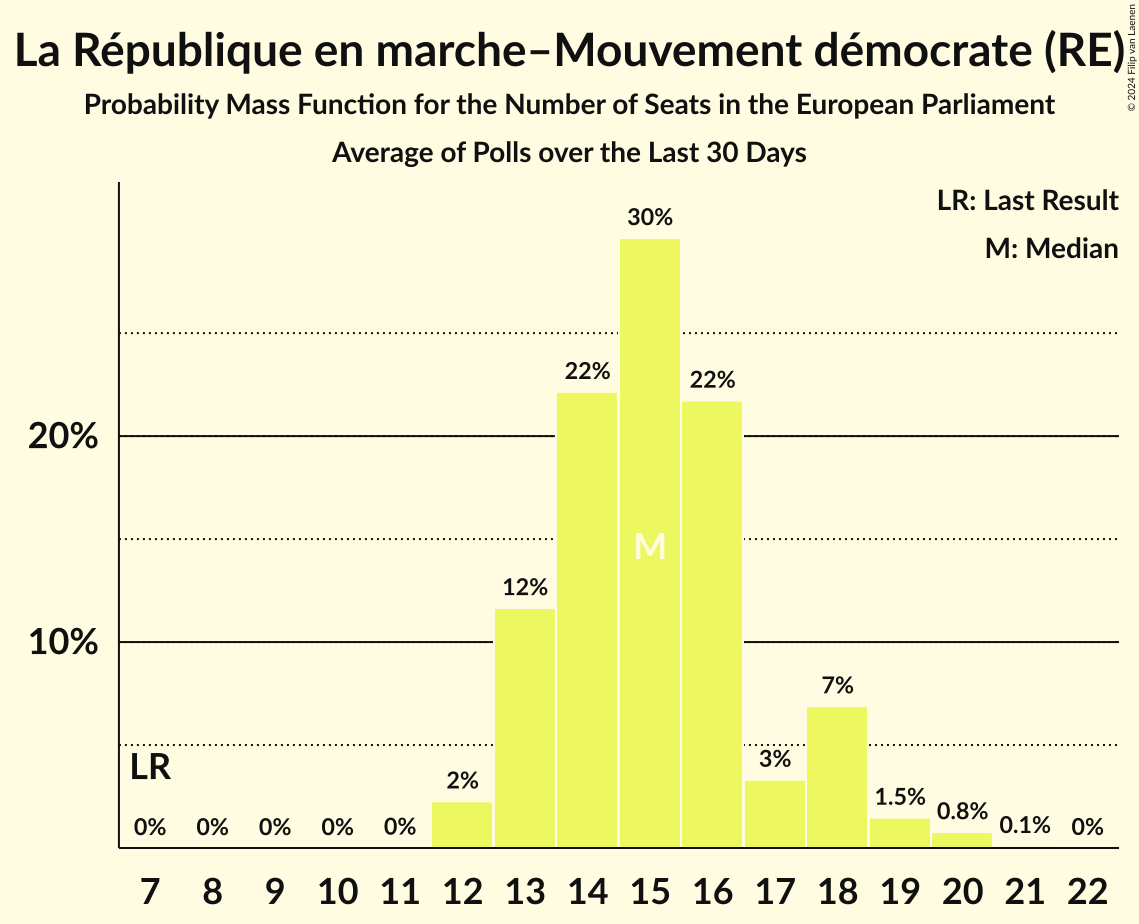 La République en marche–Mouvement démocrate (RE)
© 2024 Filip van Laenen
Probability Mass Function for the Number of Seats in the European Parliament
Average of Polls over the Last 30 Days
LR: Last Result
M: Median
30%
22%
22%
20%
M
12%
10%
7%
LR
3%
2%
1.5%
0.8%
0% 0% 0% 0% 0% 0.1% 0%
7 8 9 10 11 12 13 14 15 16 17 18 19 20 21 22